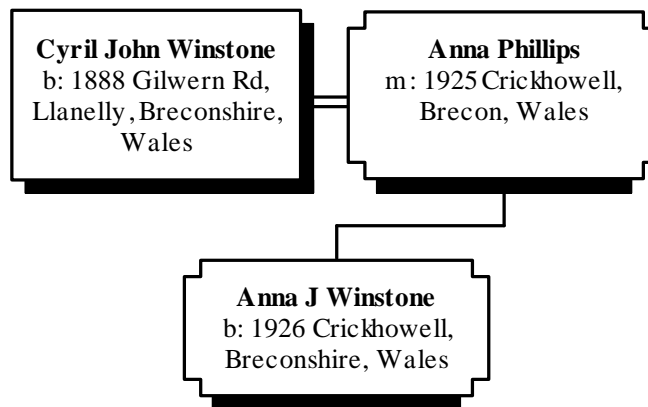 Cyril John Winstone
b: 1888 Gilwern Rd,
Llanelly, Breconshire,
Wales
Anna Phillips
m: 1925 Crickhowell,
Brecon, Wales
Anna J Winstone
b: 1926 Crickhowell,
Breconshire, Wales